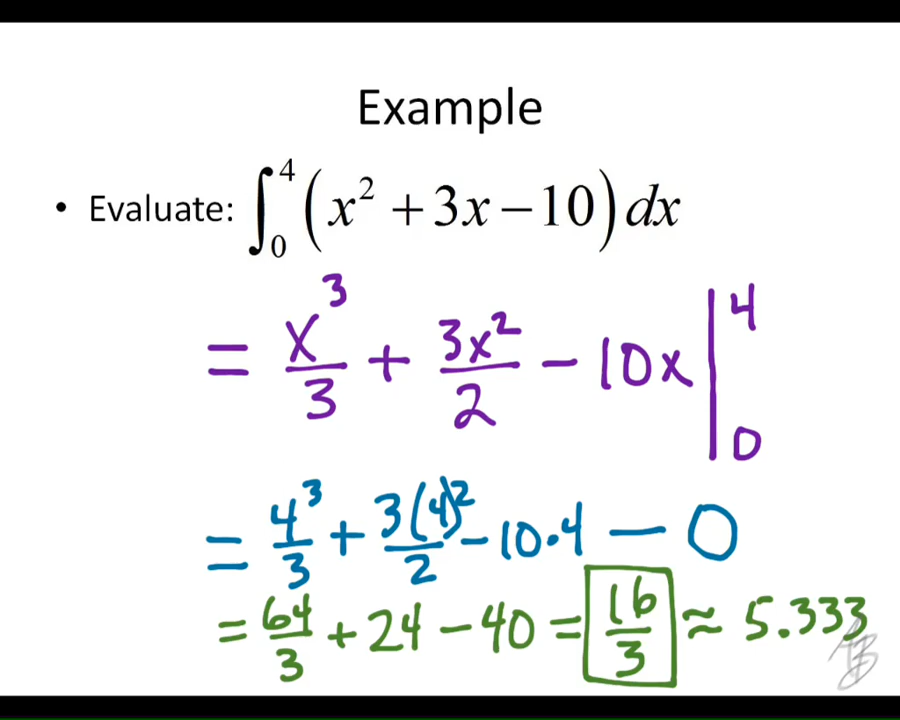 Example
• Evaluate: ∫₀⁴ (x² + 3x − 10) dx
= x³/3 + 3x²/2 − 10x |₀⁴
= 4³/3 + 3(4)²/2 − 10·4 − 0
= 64/3 + 24 − 40 = 16/3 ≈ 5.333